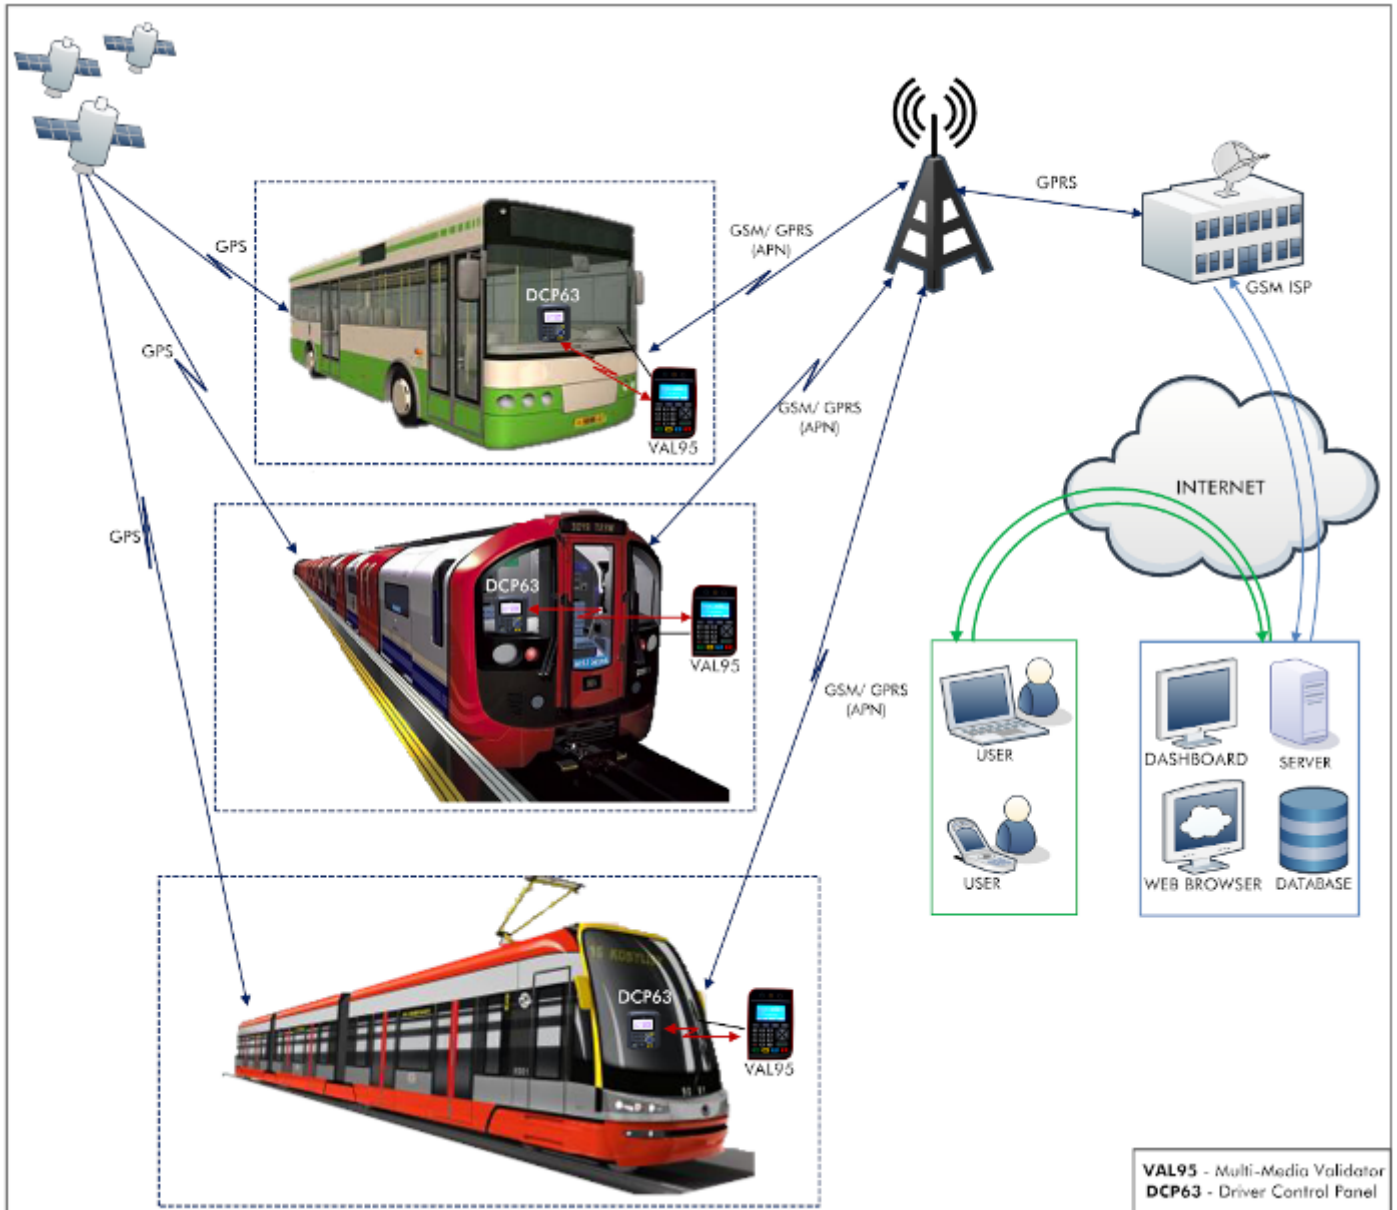 GPS
GSM/ GPRS
(APN)
GPRS
GSM ISP
DCP63
VAL95
GPS
GSM/ GPRS
(APN)
INTERNET
DCP63
VAL95
GPS
GSM/ GPRS
(APN)
USER
DASHBOARD
SERVER
USER
WEB BROWSER
DATABASE
DCP63
VAL95
VAL95 - Multi-Media Validator
DCP63 - Driver Control Panel